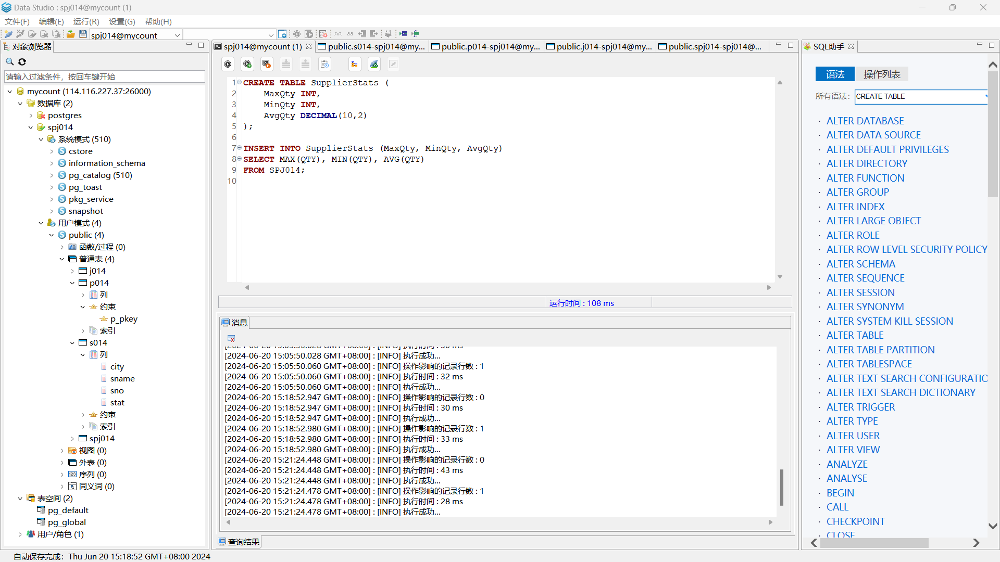 Data Studio : spj014@mycount (1)
文件(F) 编辑(E) 运行(R) 设置(G) 帮助(H)
spj014@mycount
对象浏览器
请输入过滤条件，按回车键开始
mycount (114.116.227.37:26000)
数据库 (2)
postgres
spj014
系统模式 (510)
cstore
information_schema
pg_catalog (510)
pg_toast
pkg_service
snapshot
用户模式 (4)
public (4)
函数/过程 (0)
普通表 (4)
j014
p014
列
约束
p_pkey
索引
s014
列
city
sname
sno
stat
约束
索引
spj014
视图 (0)
外表 (0)
序列 (0)
同义词 (0)
表空间 (2)
pg_default
pg_global
用户/角色 (1)
spj014@mycount (1) public.s014-spj014@my... public.p014-spj014@my... public.j014-spj014@my... public.spj014-spj014@...
1 CREATE TABLE SupplierStats (
2 MaxQty INT,
3 MinQty INT,
4 AvgQty DECIMAL(10,2)
5 );
6
7 INSERT INTO SupplierStats (MaxQty, MinQty, AvgQty)
8 SELECT MAX(QTY), MIN(QTY), AVG(QTY)
9 FROM SPJ014;
10
运行时间 : 108 ms
消息
[2024-06-20 15:05:50.028 GMT+08:00] : [INFO] 执行成功...
[2024-06-20 15:05:50.060 GMT+08:00] : [INFO] 操作影响的记录行数 : 1
[2024-06-20 15:05:50.060 GMT+08:00] : [INFO] 执行时间 : 32 ms
[2024-06-20 15:05:50.060 GMT+08:00] : [INFO] 执行成功...
[2024-06-20 15:18:52.947 GMT+08:00] : [INFO] 操作影响的记录行数 : 0
[2024-06-20 15:18:52.947 GMT+08:00] : [INFO] 执行时间 : 30 ms
[2024-06-20 15:18:52.947 GMT+08:00] : [INFO] 执行成功...
[2024-06-20 15:18:52.980 GMT+08:00] : [INFO] 操作影响的记录行数 : 1
[2024-06-20 15:18:52.980 GMT+08:00] : [INFO] 执行时间 : 33 ms
[2024-06-20 15:18:52.980 GMT+08:00] : [INFO] 执行成功...
[2024-06-20 15:21:24.448 GMT+08:00] : [INFO] 操作影响的记录行数 : 0
[2024-06-20 15:21:24.448 GMT+08:00] : [INFO] 执行时间 : 43 ms
[2024-06-20 15:21:24.448 GMT+08:00] : [INFO] 执行成功...
[2024-06-20 15:21:24.478 GMT+08:00] : [INFO] 操作影响的记录行数 : 1
[2024-06-20 15:21:24.478 GMT+08:00] : [INFO] 执行时间 : 28 ms
[2024-06-20 15:21:24.478 GMT+08:00] : [INFO] 执行成功...
查询结果
SQL助手
语法 操作列表
所有语法: CREATE TABLE
· ALTER DATABASE
· ALTER DATA SOURCE
· ALTER DEFAULT PRIVILEGES
· ALTER DIRECTORY
· ALTER FUNCTION
· ALTER GROUP
· ALTER INDEX
· ALTER LARGE OBJECT
· ALTER ROLE
· ALTER ROW LEVEL SECURITY POLICY
· ALTER SCHEMA
· ALTER SEQUENCE
· ALTER SESSION
· ALTER SYNONYM
· ALTER SYSTEM KILL SESSION
· ALTER TABLE
· ALTER TABLE PARTITION
· ALTER TABLESPACE
· ALTER TEXT SEARCH CONFIGURATIO
· ALTER TEXT SEARCH DICTIONARY
· ALTER TRIGGER
· ALTER TYPE
· ALTER USER
· ALTER VIEW
· ANALYZE
· ANALYSE
· BEGIN
· CALL
· CHECKPOINT
· CLOSE
自动保存完成：Thu Jun 20 15:18:52 GMT+08:00 2024